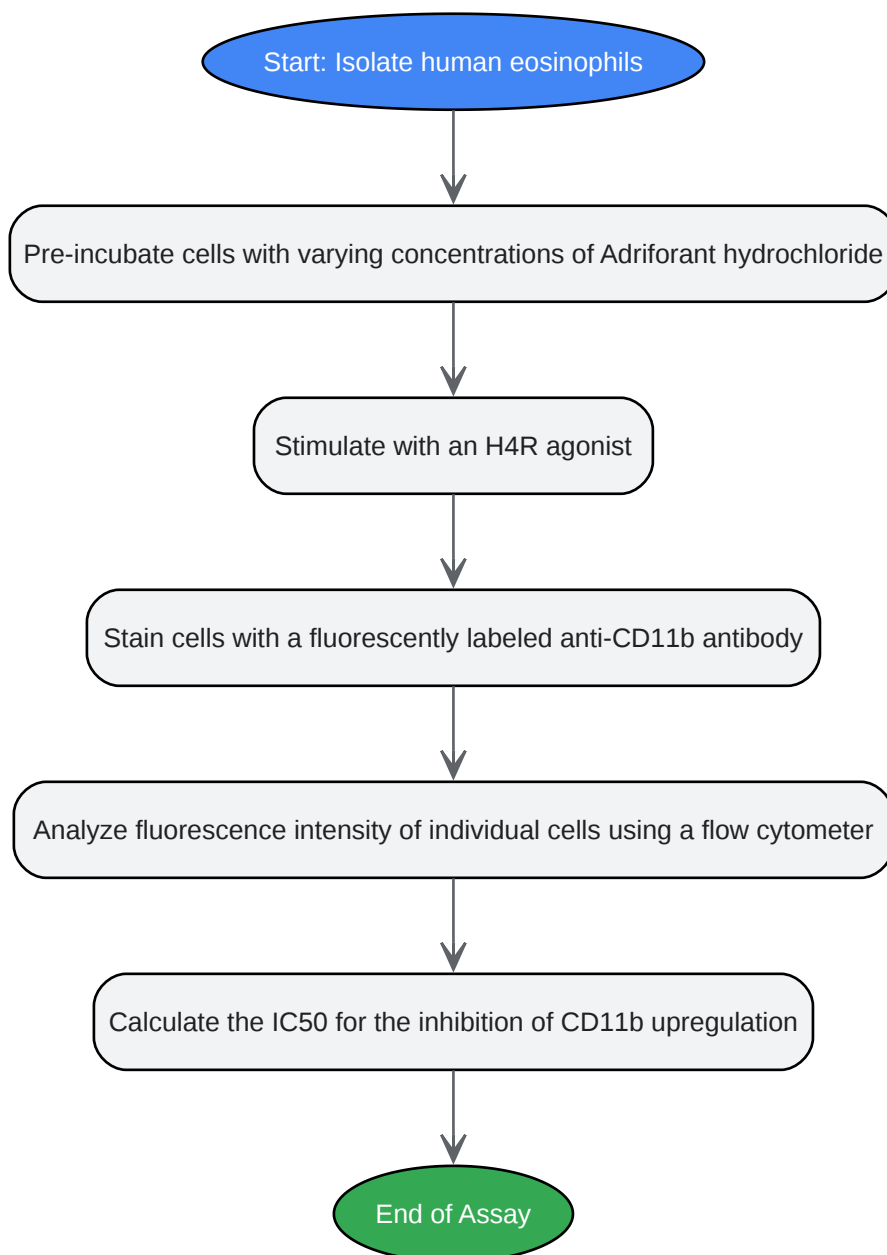 Start: Isolate human eosinophils
Pre-incubate cells with varying concentrations of Adriforant hydrochloride
Stimulate with an H4R agonist
Stain cells with a fluorescently labeled anti-CD11b antibody
Analyze fluorescence intensity of individual cells using a flow cytometer
Calculate the IC50 for the inhibition of CD11b upregulation
End of Assay